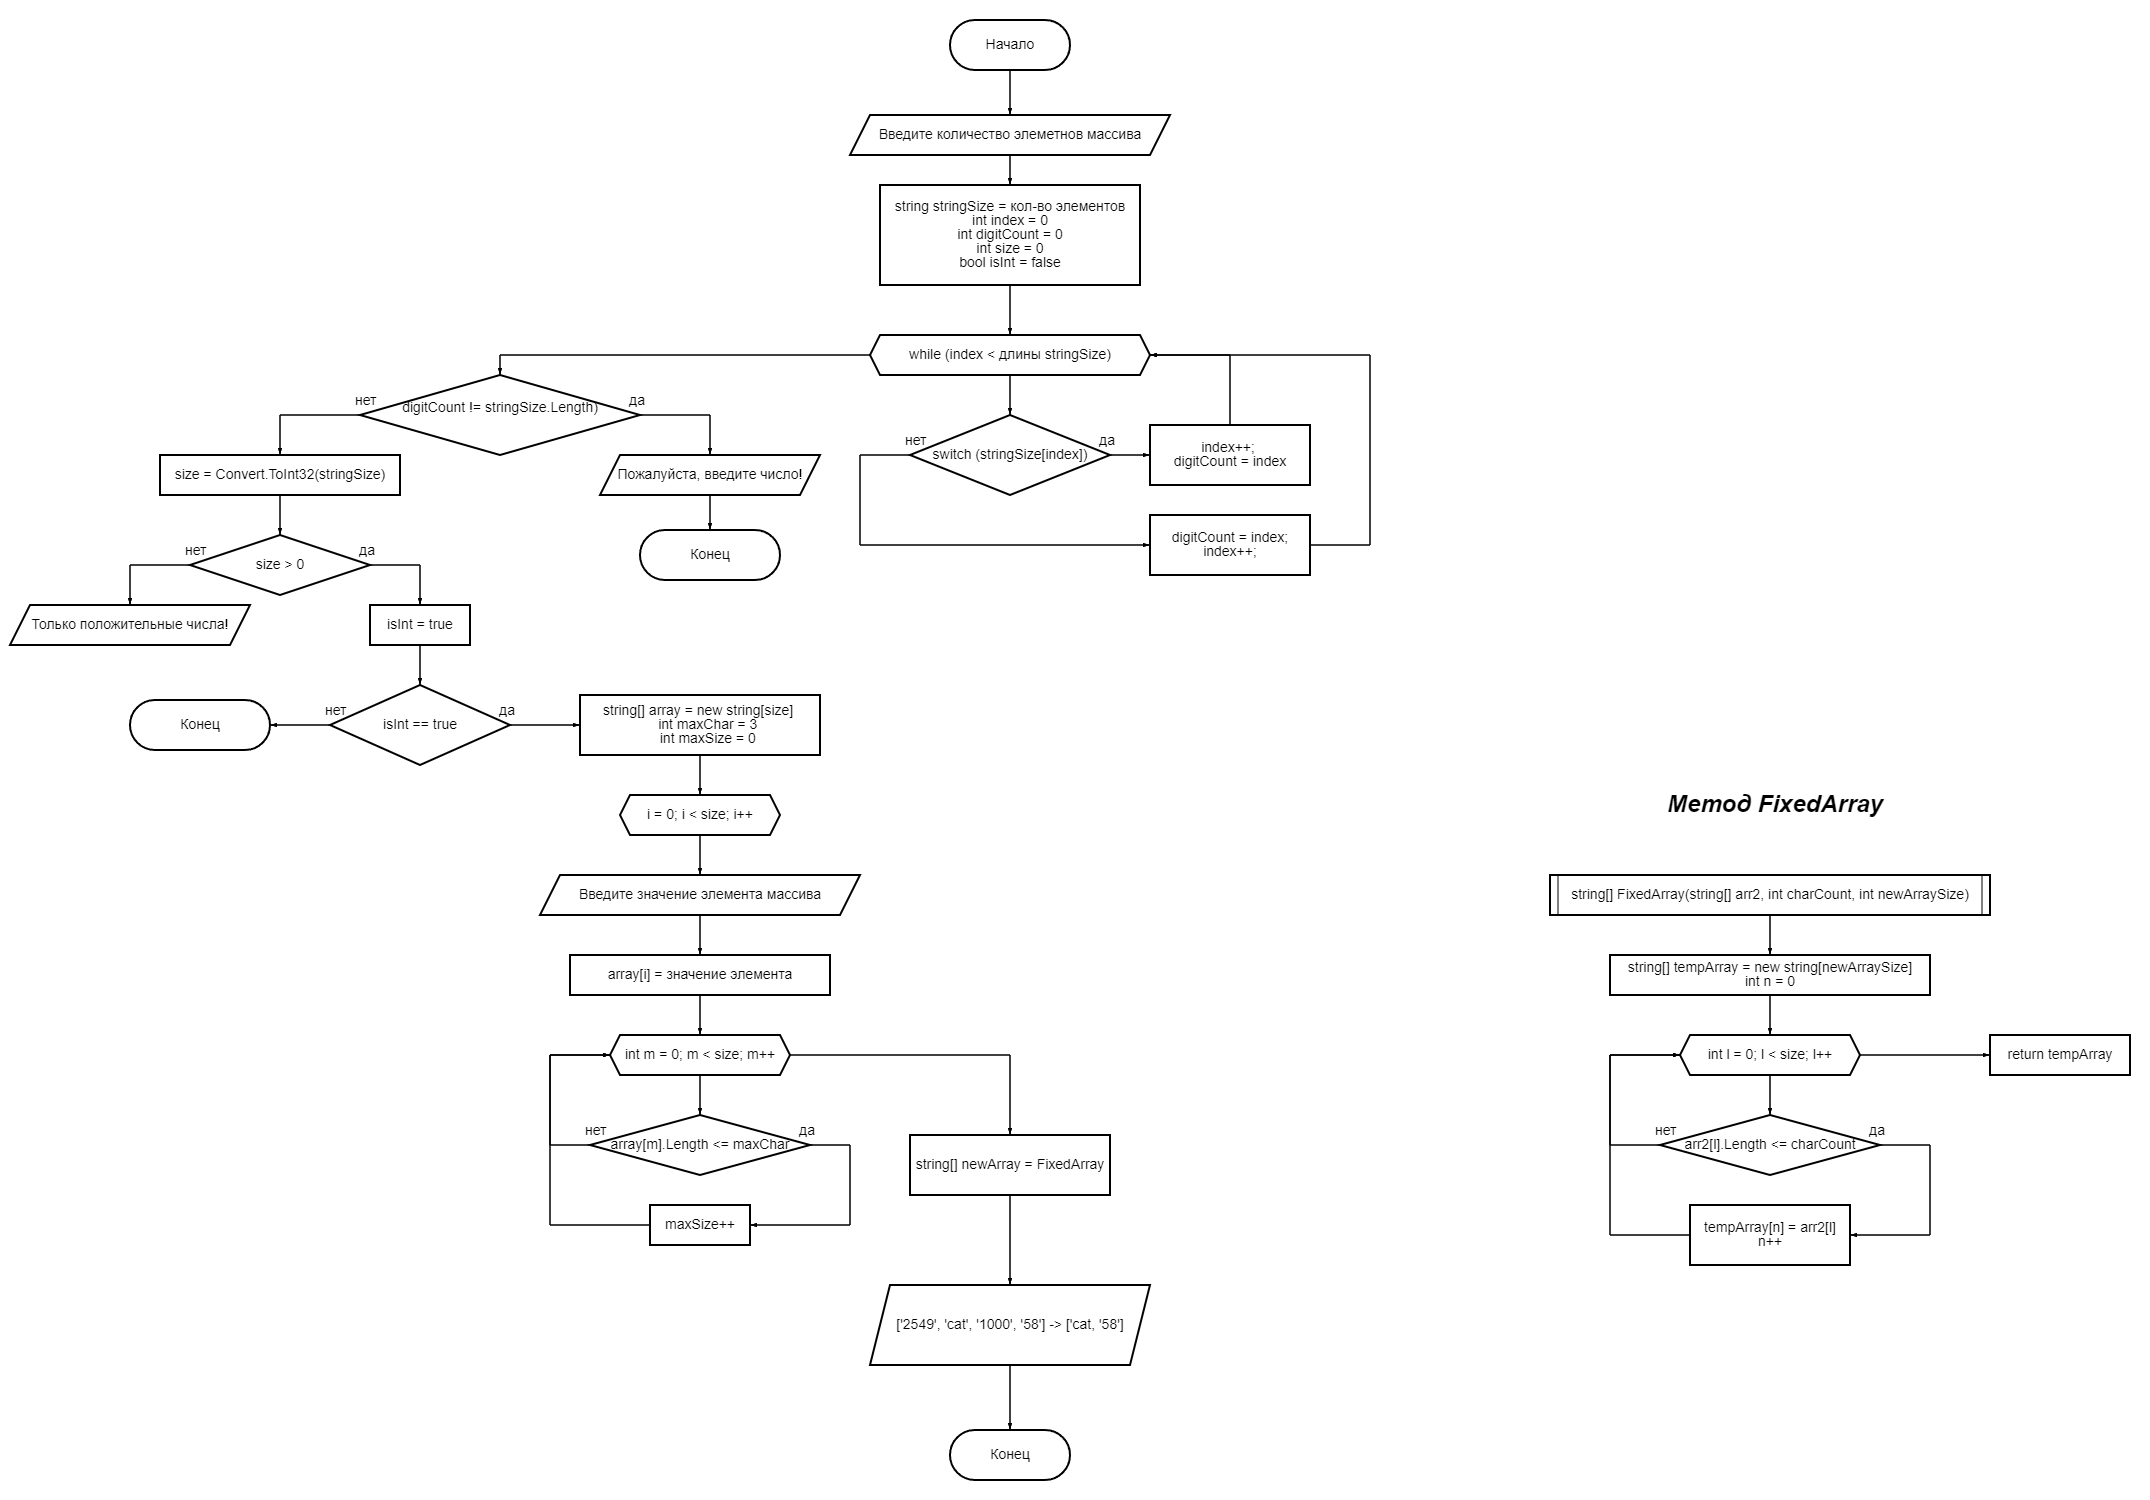 Начало
Введите количество элеметнов массива
string stringSize = кол-во элементов
int index = 0
int digitCount = 0
int size = 0
bool isInt = false
while (index < длины stringSize)
нет
digitCount != stringSize.Length)
да
нет
switch (stringSize[index])
да
index++;
digitCount = index
size = Convert.ToInt32(stringSize)
Пожалуйста, введите число!
digitCount = index;
index++;
Конец
нет
size > 0
да
Только положительные числа!
isInt = true
Конец
нет
isInt == true
да
string[] array = new string[size]
int maxChar = 3
int maxSize = 0
i = 0; i < size; i++
Введите значение элемента массива
array[i] = значение элемента
int m = 0; m < size; m++
нет
array[m].Length <= maxChar
да
maxSize++
string[] newArray = FixedArray
['2549', 'cat', '1000', '58'] -> ['cat, '58']
Конец
Метод FixedArray
string[] FixedArray(string[] arr2, int charCount, int newArraySize)
string[] tempArray = new string[newArraySize]
int n = 0
int l = 0; l < size; l++
return tempArray
нет
arr2[l].Length <= charCount
да
tempArray[n] = arr2[l]
n++